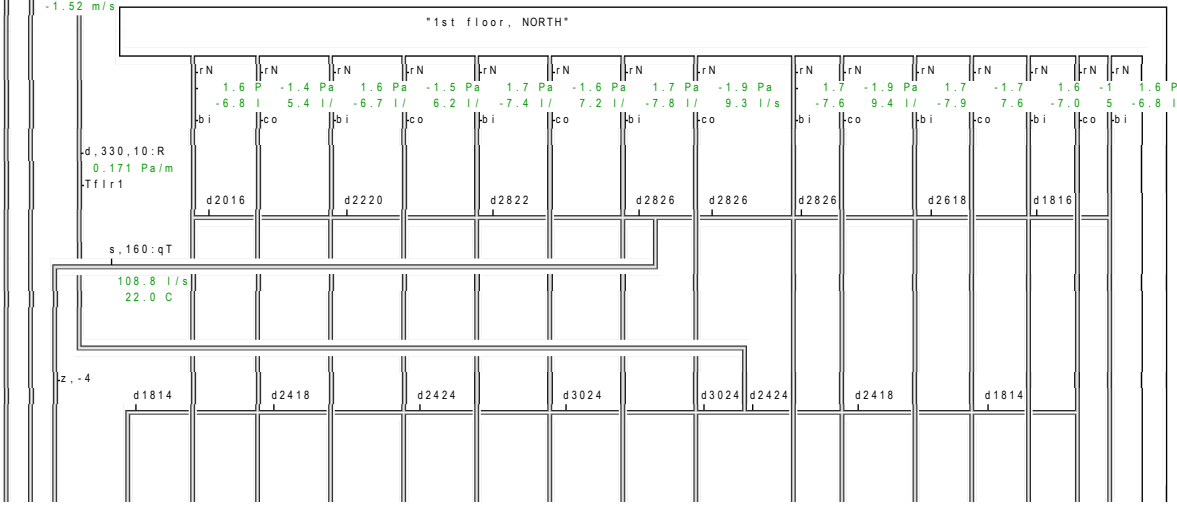 -1.52 m/s
"1st floor, NORTH"
rN rN rN rN rN rN rN rN rN rN rN rN rN rN rN
1.6 P -1.4 Pa 1.6 Pa -1.5 Pa 1.7 Pa -1.6 Pa 1.7 Pa -1.9 Pa 1.7 -1.9 Pa 1.7 -1.7 1.6 -1 1.6 P
-6.8 l 5.4 l/ -6.7 l/ 6.2 l/ -7.4 l/ 7.2 l/ -7.8 l/ 9.3 l/s -7.6 9.4 l/ -7.9 7.6 -7.0 5 -6.8 l
bi co bi co bi co bi co bi co bi co bi co bi
d,330,10:R
0.171 Pa/m
Tflr1
d2016 d2220 d2822 d2826 d2826 d2826 d2618 d1816
s,160:qT
108.8 l/s
22.0 C
z,-4
d1814 d2418 d2424 d3024 d3024 d2424 d2418 d1814